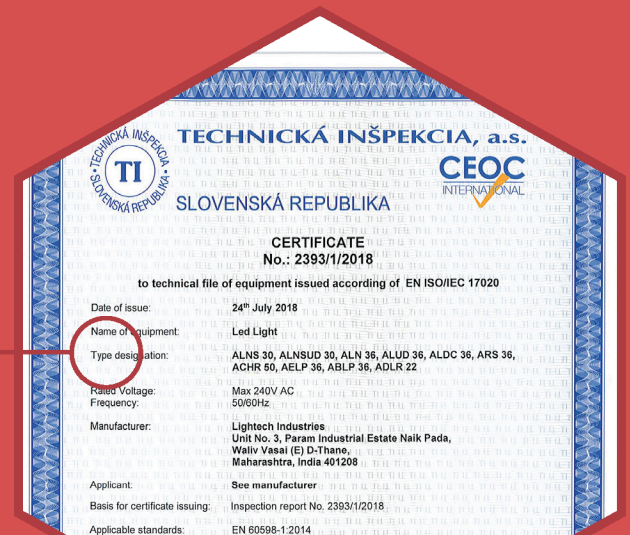 TECHNICKÁ INŠPEKCIA, a.s.
TECHNICKÁ INŠPEKCIA
TI
SLOVENSKÁ REPUBLIKA
CEOC
INTERNATIONAL
SLOVENSKÁ REPUBLIKA
CERTIFICATE
No.: 2393/1/2018
to technical file of equipment issued according of EN ISO/IEC 17020
Date of issue: 24th July 2018
Name of equipment: Led Light
Type designation: ALNS 30, ALNSUD 30, ALN 36, ALUD 36, ALDC 36, ARS 36,
ACHR 50, AELP 36, ABLP 36, ADLR 22
Rated Voltage: Max 240V AC
Frequency: 50/60Hz
Manufacturer: Lightech Industries
Unit No. 3, Param Industrial Estate Naik Pada,
Waliv Vasai (E) D-Thane,
Maharashtra, India 401208
Applicant: See manufacturer
Basis for certificate issuing: Inspection report No. 2393/1/2018
Applicable standards: EN 60598-1:2014